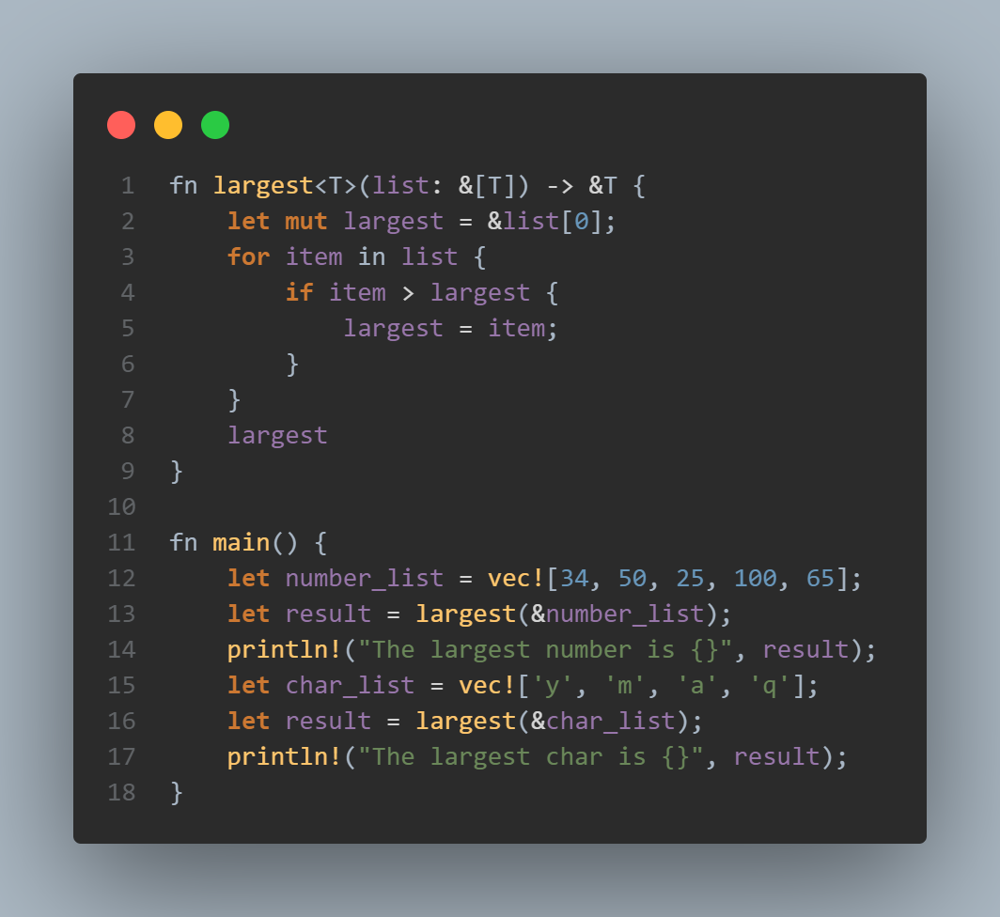 1 fn largest<T>(list: &[T]) -> &T {
2     let mut largest = &list[0];
3     for item in list {
4         if item > largest {
5             largest = item;
6         }
7     }
8     largest
9 }
10
11 fn main() {
12     let number_list = vec![34, 50, 25, 100, 65];
13     let result = largest(&number_list);
14     println!("The largest number is {}", result);
15     let char_list = vec!['y', 'm', 'a', 'q'];
16     let result = largest(&char_list);
17     println!("The largest char is {}", result);
18 }